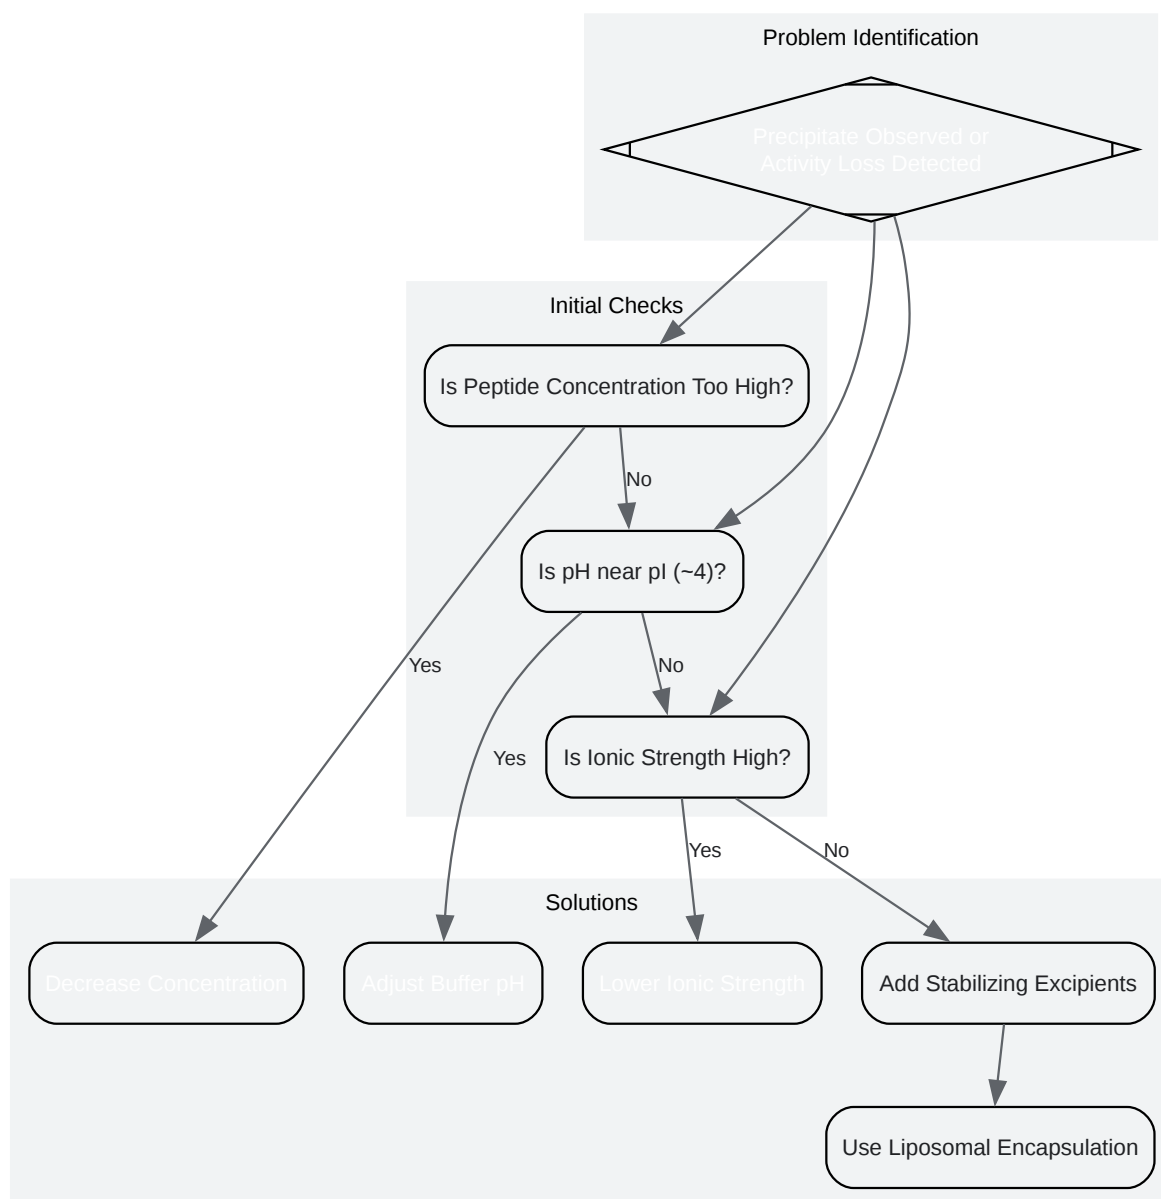 Problem Identification
Precipitate Observed or
Activity Loss Detected
Initial Checks
Is Peptide Concentration Too High?
No
Is pH near pI (~4)?
Yes
No
Yes
Is Ionic Strength High?
Yes
No
Solutions
Decrease Concentration
Adjust Buffer pH
Lower Ionic Strength
Add Stabilizing Excipients
Use Liposomal Encapsulation